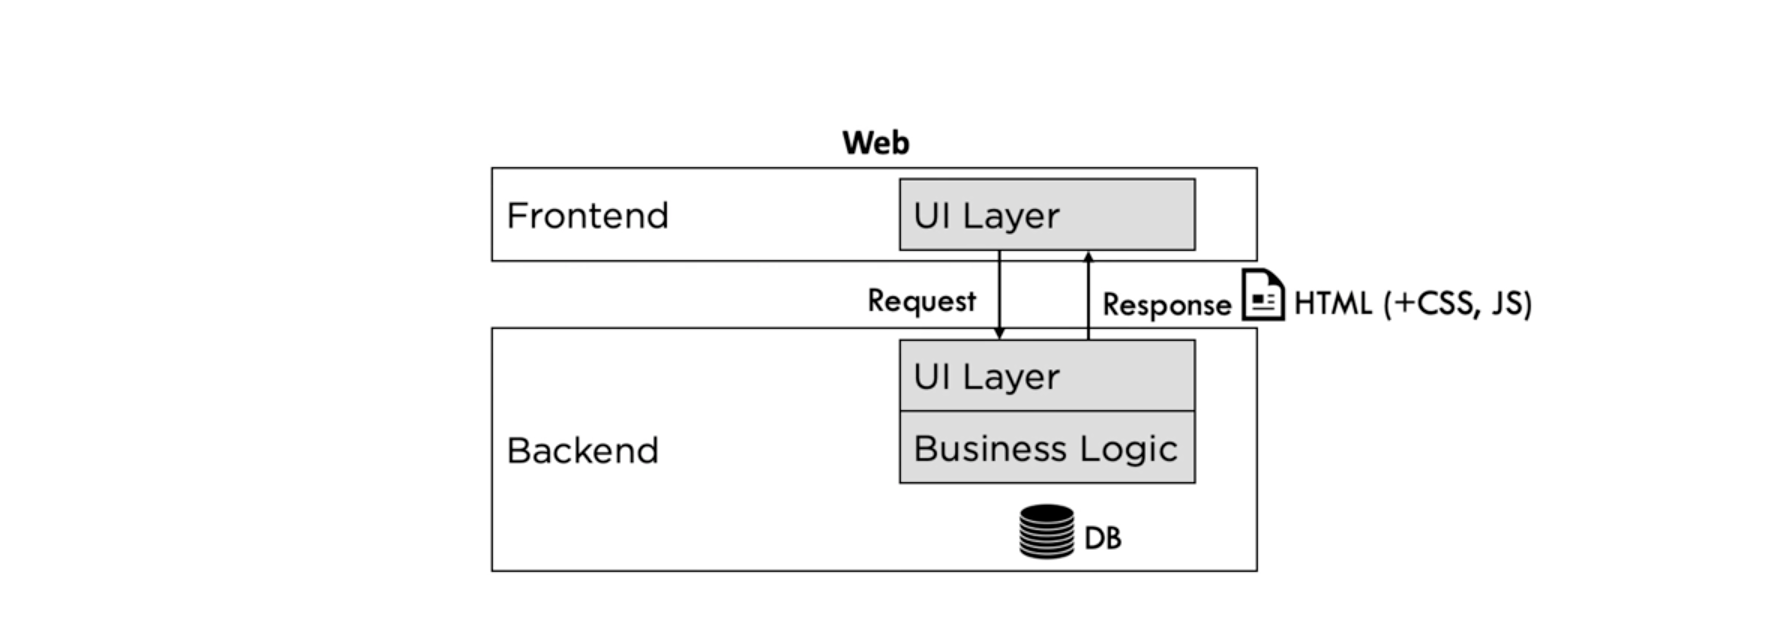 Web
Frontend
UI Layer
Request
Response
HTML (+CSS, JS)
UI Layer
Backend
Business Logic
DB